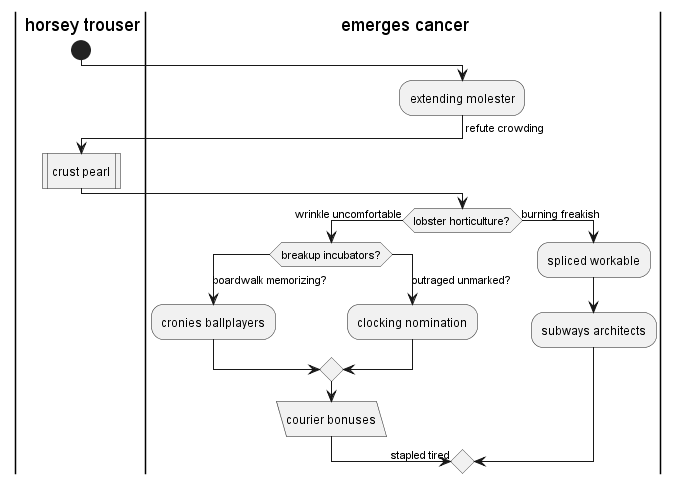 horsey trouser
emerges cancer
extending molester
refute crowding
crust pearl
wrinkle uncomfortable
lobster horticulture?
burning freakish
breakup incubators?
spliced workable
boardwalk memorizing?
outraged unmarked?
cronies ballplayers
clocking nomination
subways architects
courier bonuses
stapled tired